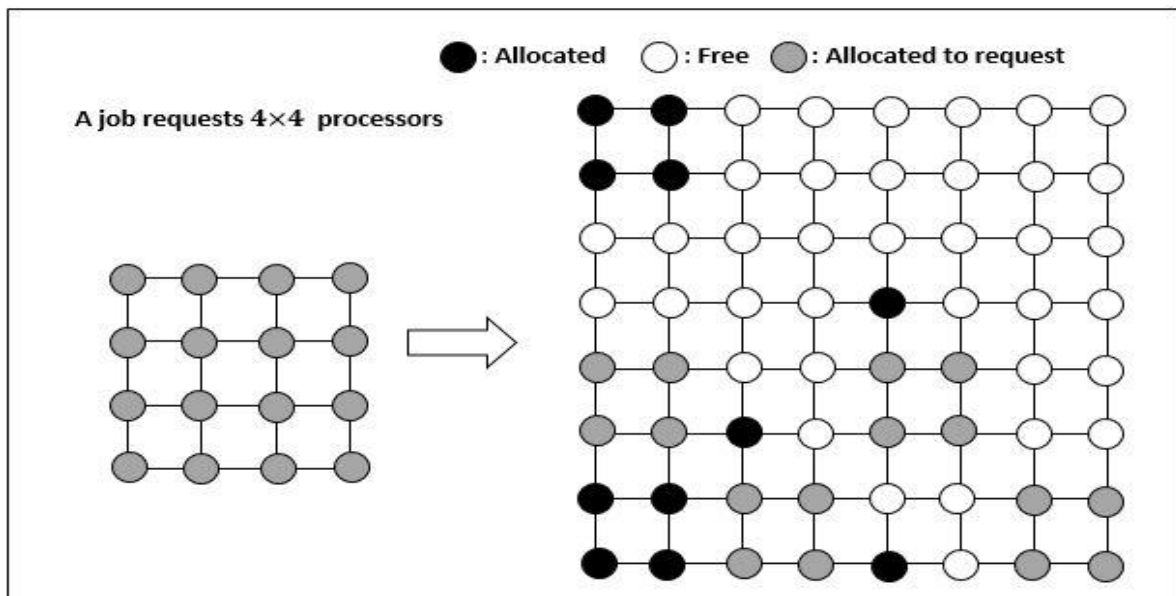 : Allocated : Free : Allocated to request
A job requests 4×4 processors